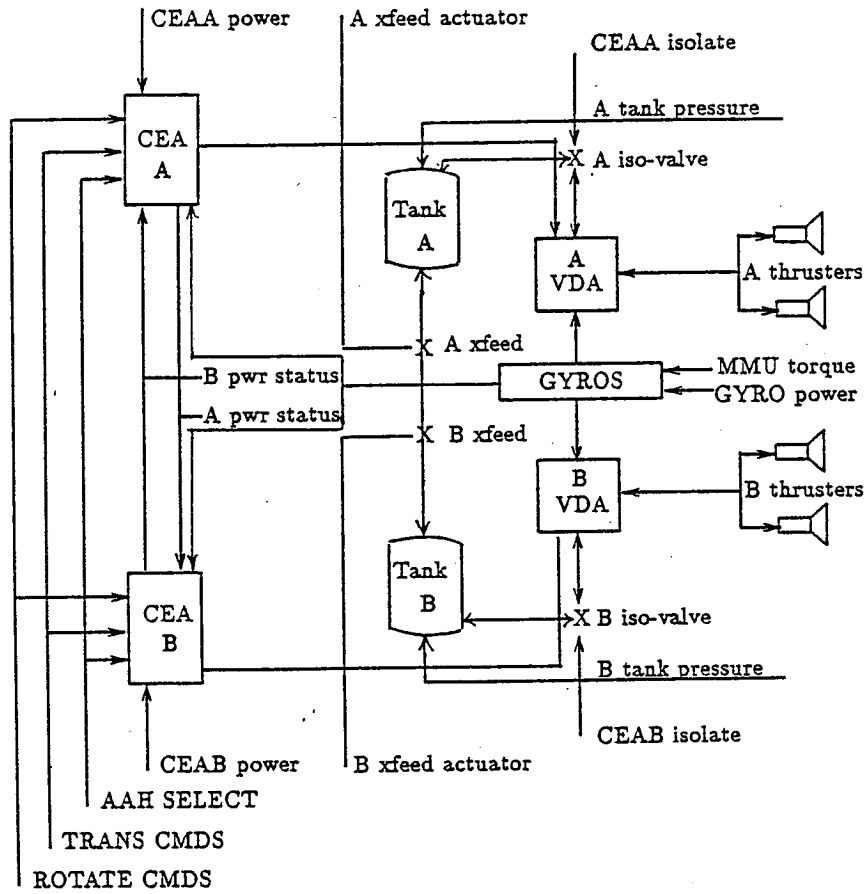 CEAA power
A xfeed actuator
CEAA isolate
A tank pressure
CEA
A
A iso-valve
Tank
A
A
VDA
A thrusters
A xfeed
B pwr status
GYROS
MMU torque
GYRO power
A pwr status
B xfeed
B
VDA
B thrusters
Tank
B
CEA
B
B iso-valve
B tank pressure
CEAB isolate
CEAB power
B xfeed actuator
AAH SELECT
TRANS CMDS
ROTATE CMDS